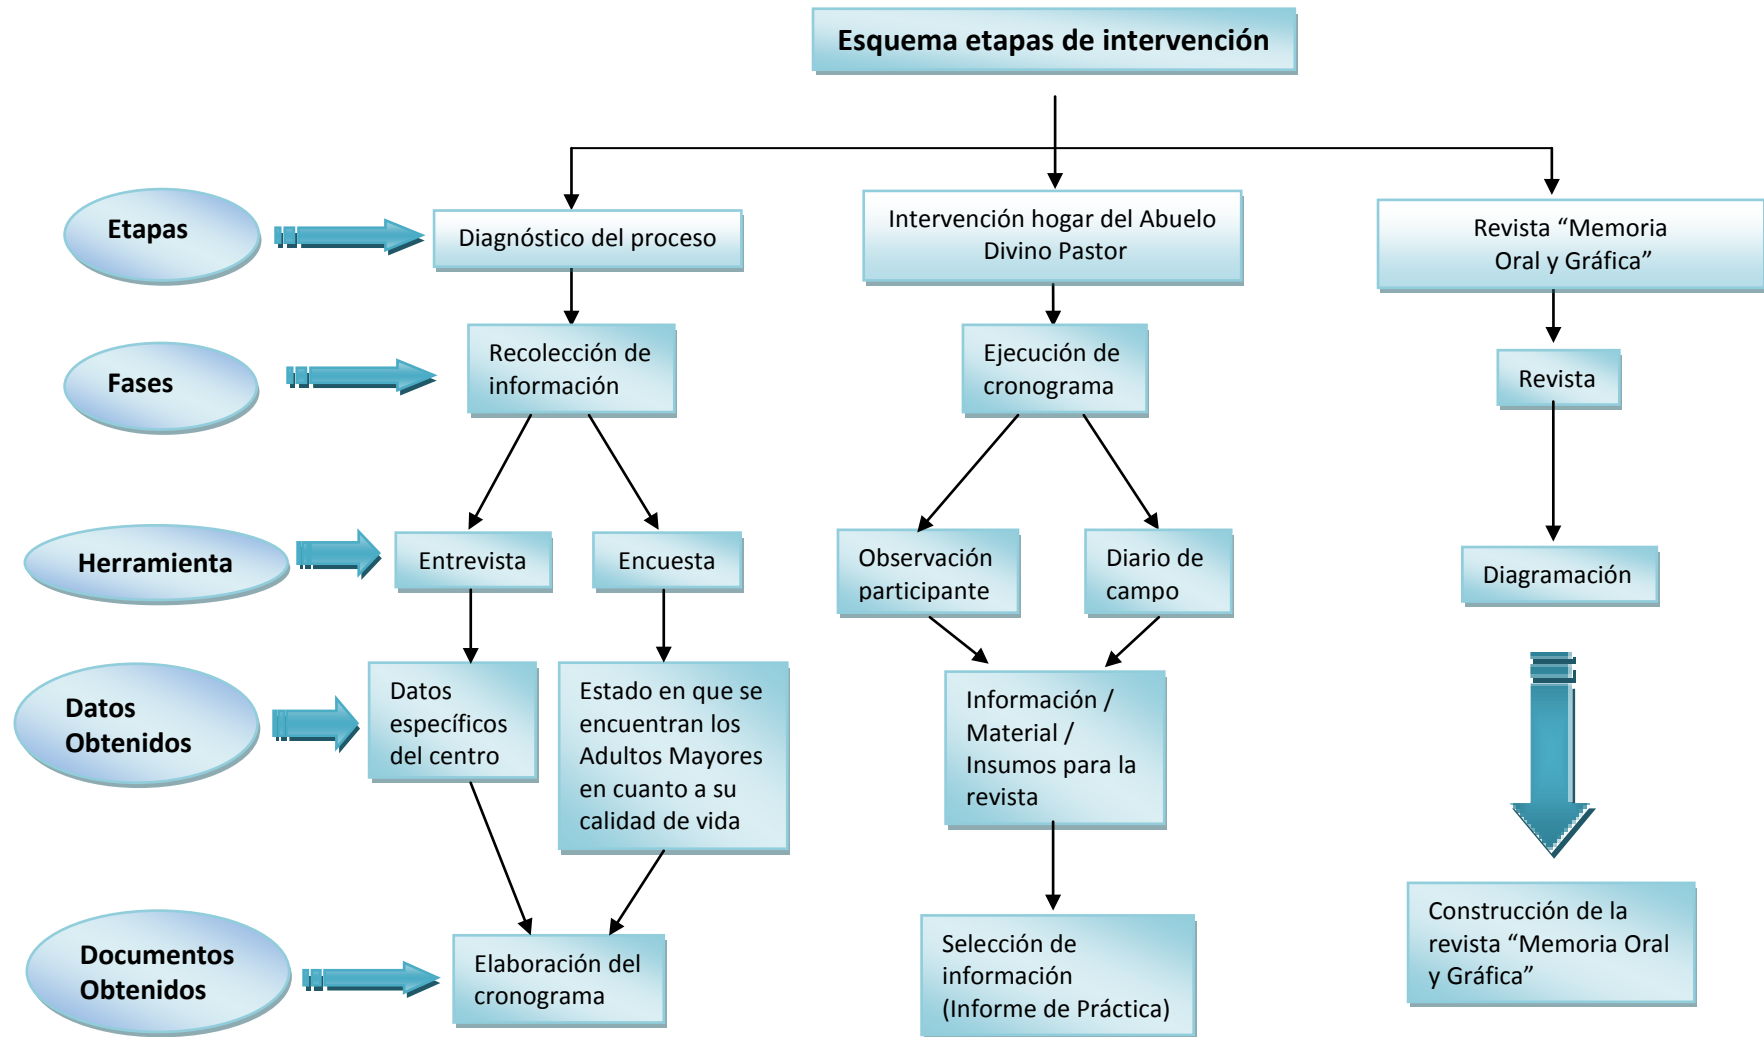 Esquema etapas de intervención
Etapas
Diagnóstico del proceso
Intervención hogar del Abuelo
Divino Pastor
Revista “Memoria
Oral y Gráfica”
Fases
Recolección de
información
Ejecución de
cronograma
Revista
Herramienta
Entrevista
Encuesta
Observación
participante
Diario de
campo
Diagramación
Datos
Obtenidos
Datos
específicos
del centro
Estado en que se
encuentran los
Adultos Mayores
en cuanto a su
calidad de vida
Información /
Material /
Insumos para la
revista
Documentos
Obtenidos
Elaboración del
cronograma
Selección de
información
(Informe de Práctica)
Construcción de la
revista “Memoria Oral
y Gráfica”